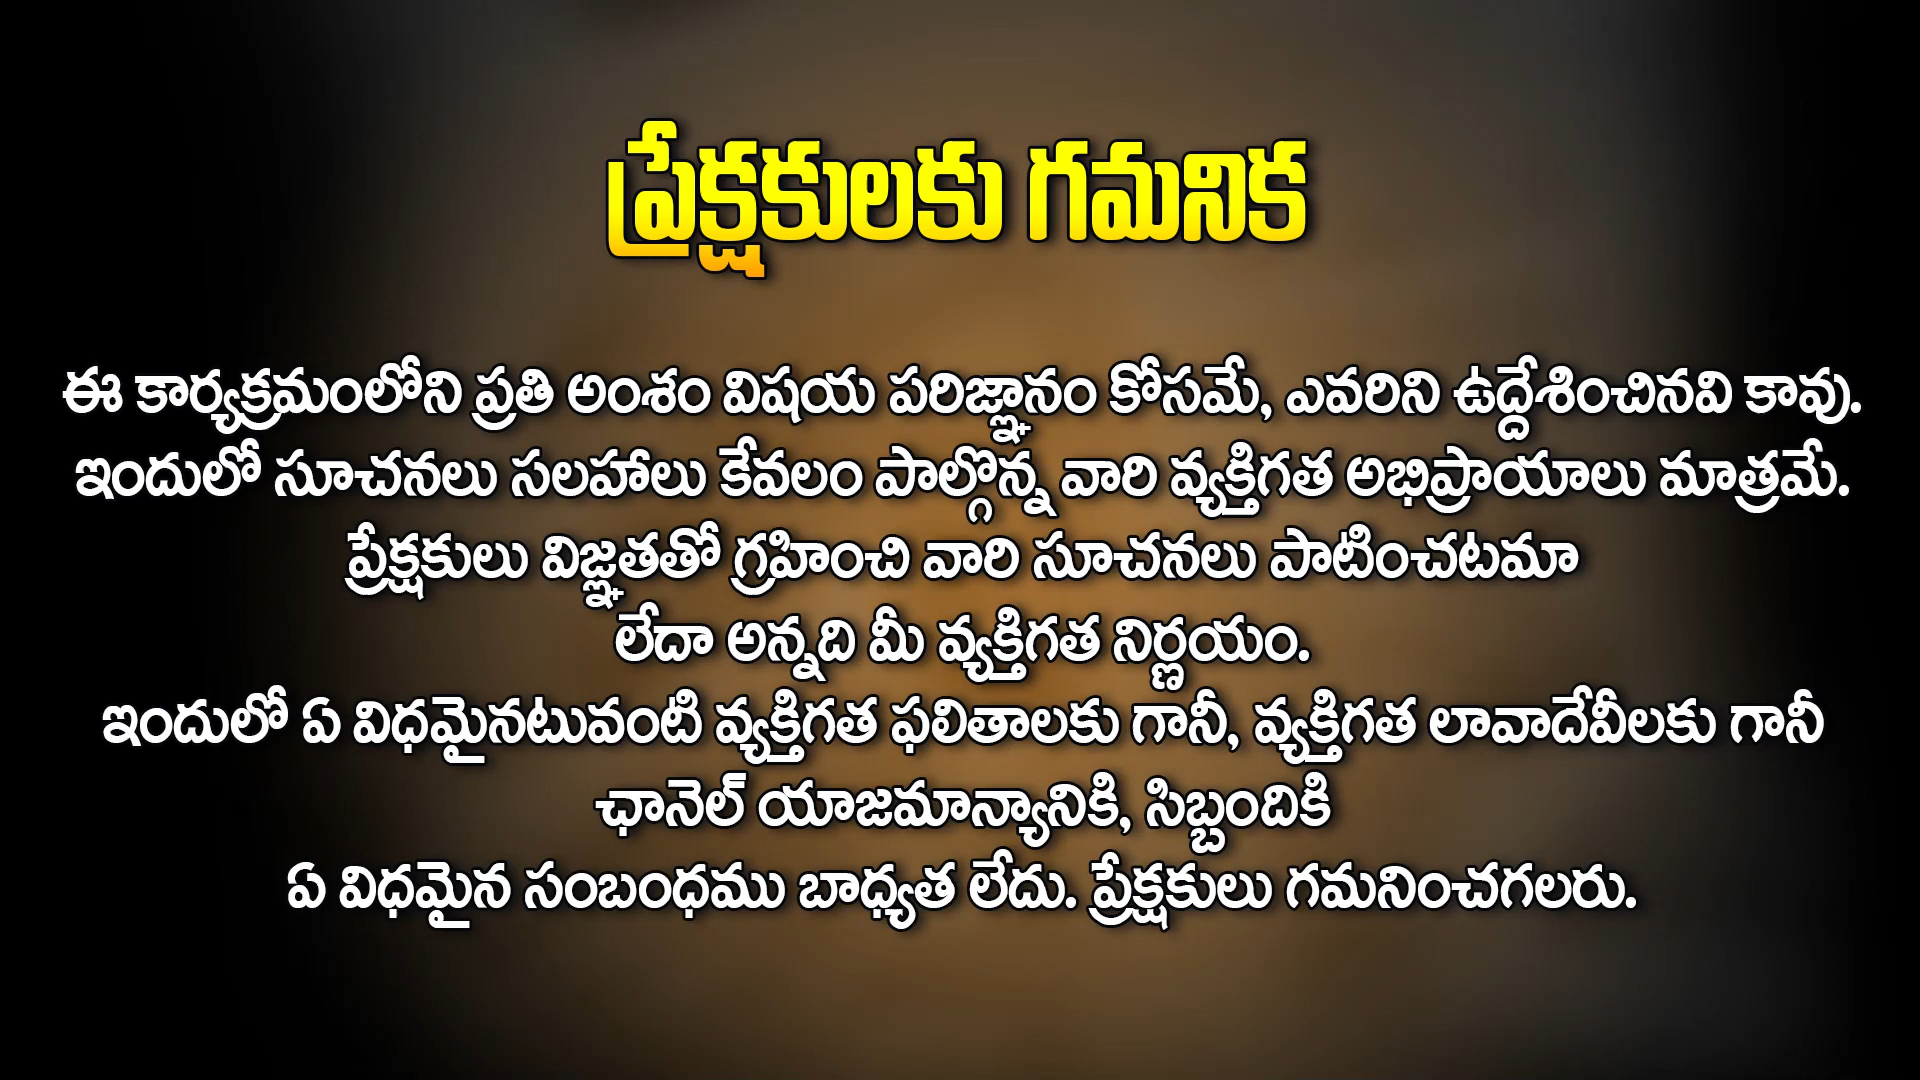 ప్రేక్షకులకు గమనిక
ఈ కార్యక్రమంలోని ప్రతి అంశం విషయ పరిజ్ఞానం కోసమే, ఎవరిని ఉద్దేశించినవి కావు.
ఇందులో సూచనలు సలహాలు కేవలం పాల్గొన్న వారి వ్యక్తిగత అభిప్రాయాలు మాత్రమే.
ప్రేక్షకులు విజ్ఞతతో గ్రహించి వారి సూచనలు పాటించటమా
లేదా అన్నది మీ వ్యక్తిగత నిర్ణయం.
ఇందులో ఏ విధమైనటువంటి వ్యక్తిగత ఫలితాలకు గానీ, వ్యక్తిగత లావాదేవీలకు గానీ
ఛానెల్ యాజమాన్యానికి, సిబ్బందికి
ఏ విధమైన సంబంధము బాధ్యత లేదు. ప్రేక్షకులు గమనించగలరు.